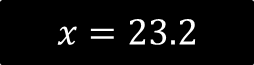 x = 23.2